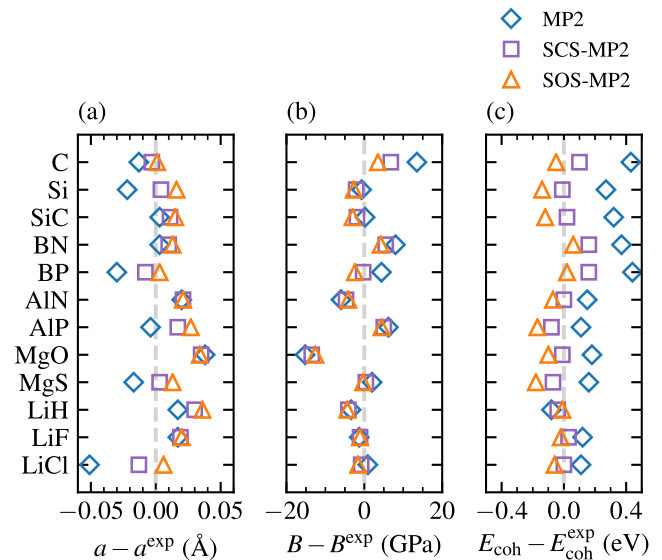 MP2
SCS-MP2
SOS-MP2
(a) (b) (c)
C
Si
SiC
BN
BP
AlN
AlP
MgO
MgS
LiH
LiF
LiCl
−0.05 0.00 0.05 −20 0 20 −0.4 0.0 0.4
a − a^exp (Å) B − B^exp (GPa) E_coh − E_coh^exp (eV)